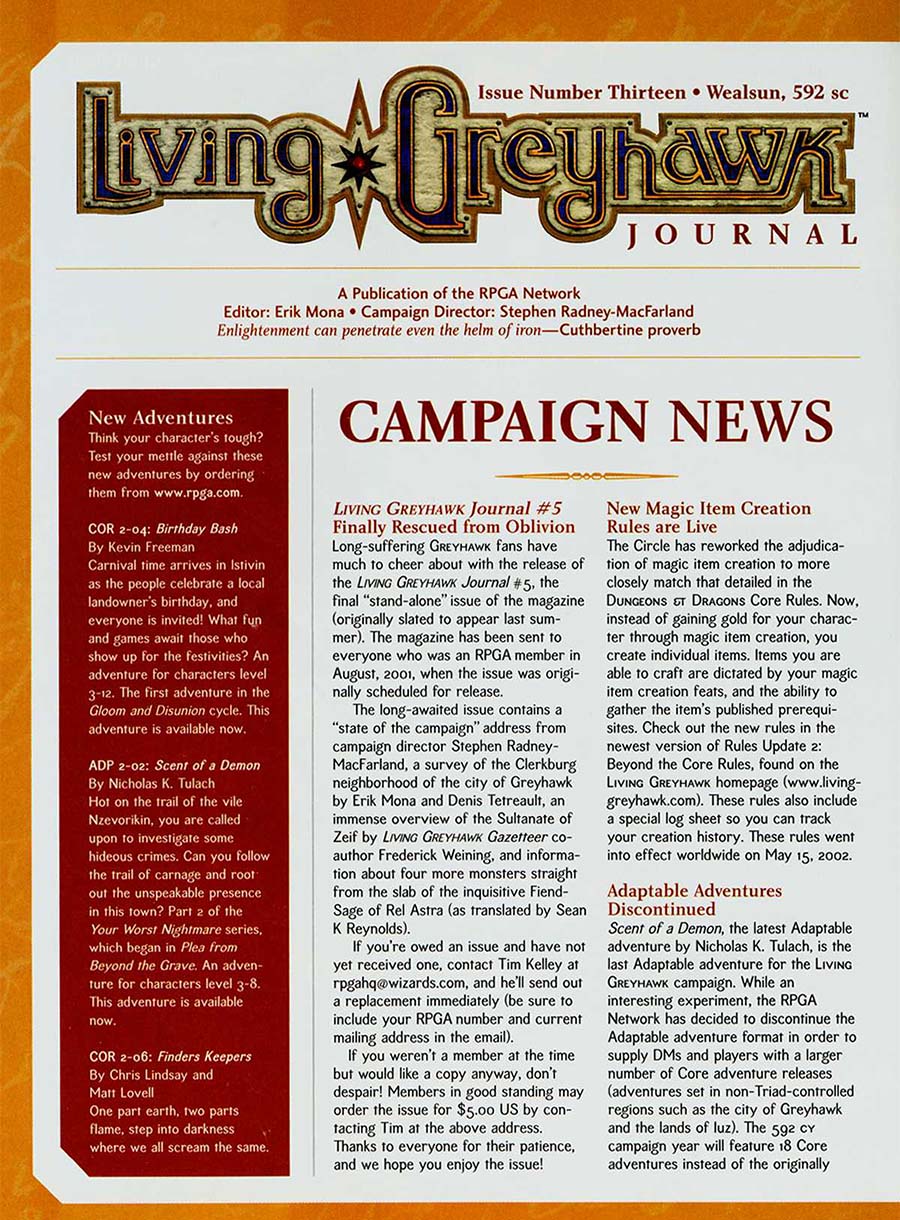 Issue Number Thirteen • Wealsun, 592 sc
Living Greyhawk™
JOURNAL
A Publication of the RPGA Network
Editor: Erik Mona • Campaign Director: Stephen Radney-MacFarland
Enlightenment can penetrate even the helm of iron—Cuthbertine proverb
New Adventures
Think your character's tough?
Test your mettle against these
new adventures by ordering
them from www.rpga.com.
COR 2-04: Birthday Bash
By Kevin Freeman
Carnival time arrives in Istivin
as the people celebrate a local
landowner's birthday, and
everyone is invited! What fun
and games await those who
show up for the festivities? An
adventure for characters level
3-12. The first adventure in the
Gloom and Disunion cycle. This
adventure is available now.
ADP 2-02: Scent of a Demon
By Nicholas K. Tulach
Hot on the trail of the vile
Nzevorikin, you are called
upon to investigate some
hideous crimes. Can you follow
the trail of carnage and root
out the unspeakable presence
in this town? Part 2 of the
Your Worst Nightmare series,
which began in Plea from
Beyond the Grave. An adven-
ture for characters level 3-8.
This adventure is available
now.
COR 2-06: Finders Keepers
By Chris Lindsay and
Matt Lovell
One part earth, two parts
flame, step into darkness
where we all scream the same.
CAMPAIGN NEWS
LIVING GREYHAWK Journal #5
Finally Rescued from Oblivion
Long-suffering GREYHAWK fans have
much to cheer about with the release of
the LIVING GREYHAWK Journal #5, the
final “stand-alone” issue of the magazine
(originally slated to appear last sum-
mer). The magazine has been sent to
everyone who was an RPGA member in
August, 2001, when the issue was origi-
nally scheduled for release.
The long-awaited issue contains a
“state of the campaign” address from
campaign director Stephen Radney-
MacFarland, a survey of the Clerkburg
neighborhood of the city of Greyhawk
by Erik Mona and Denis Tetreault, an
immense overview of the Sultanate of
Zeif by LIVING GREYHAWK Gazetteer co-
author Frederick Weining, and informa-
tion about four more monsters straight
from the slab of the inquisitive Fiend-
Sage of Rel Astra (as translated by Sean
K Reynolds).
If you're owed an issue and have not
yet received one, contact Tim Kelley at
rpgahq@wizards.com, and he'll send out
a replacement immediately (be sure to
include your RPGA number and current
mailing address in the email).
If you weren't a member at the time
but would like a copy anyway, don't
despair! Members in good standing may
order the issue for $5.00 US by con-
tacting Tim at the above address.
Thanks to everyone for their patience,
and we hope you enjoy the issue!
New Magic Item Creation
Rules are Live
The Circle has reworked the adjudica-
tion of magic item creation to more
closely match that detailed in the
DUNGEONS & DRAGONS Core Rules. Now,
instead of gaining gold for your charac-
ter through magic item creation, you
create individual items. Items you are
able to craft are dictated by your magic
item creation feats, and the ability to
gather the item's published prerequi-
sites. Check out the new rules in the
newest version of Rules Update 2:
Beyond the Core Rules, found on the
LIVING GREYHAWK homepage (www.living-
greyhawk.com). These rules also include
a special log sheet so you can track
your creation history. These rules went
into effect worldwide on May 15, 2002.
Adaptable Adventures
Discontinued
Scent of a Demon, the latest Adaptable
adventure by Nicholas K. Tulach, is the
last Adaptable adventure for the LIVING
GREYHAWK campaign. While an
interesting experiment, the RPGA
Network has decided to discontinue the
Adaptable adventure format in order to
supply DMs and players with a larger
number of Core adventure releases
(adventures set in non-Triad-controlled
regions such as the city of Greyhawk
and the lands of Iuz). The 592 CY
campaign year will feature 18 Core
adventures instead of the originally